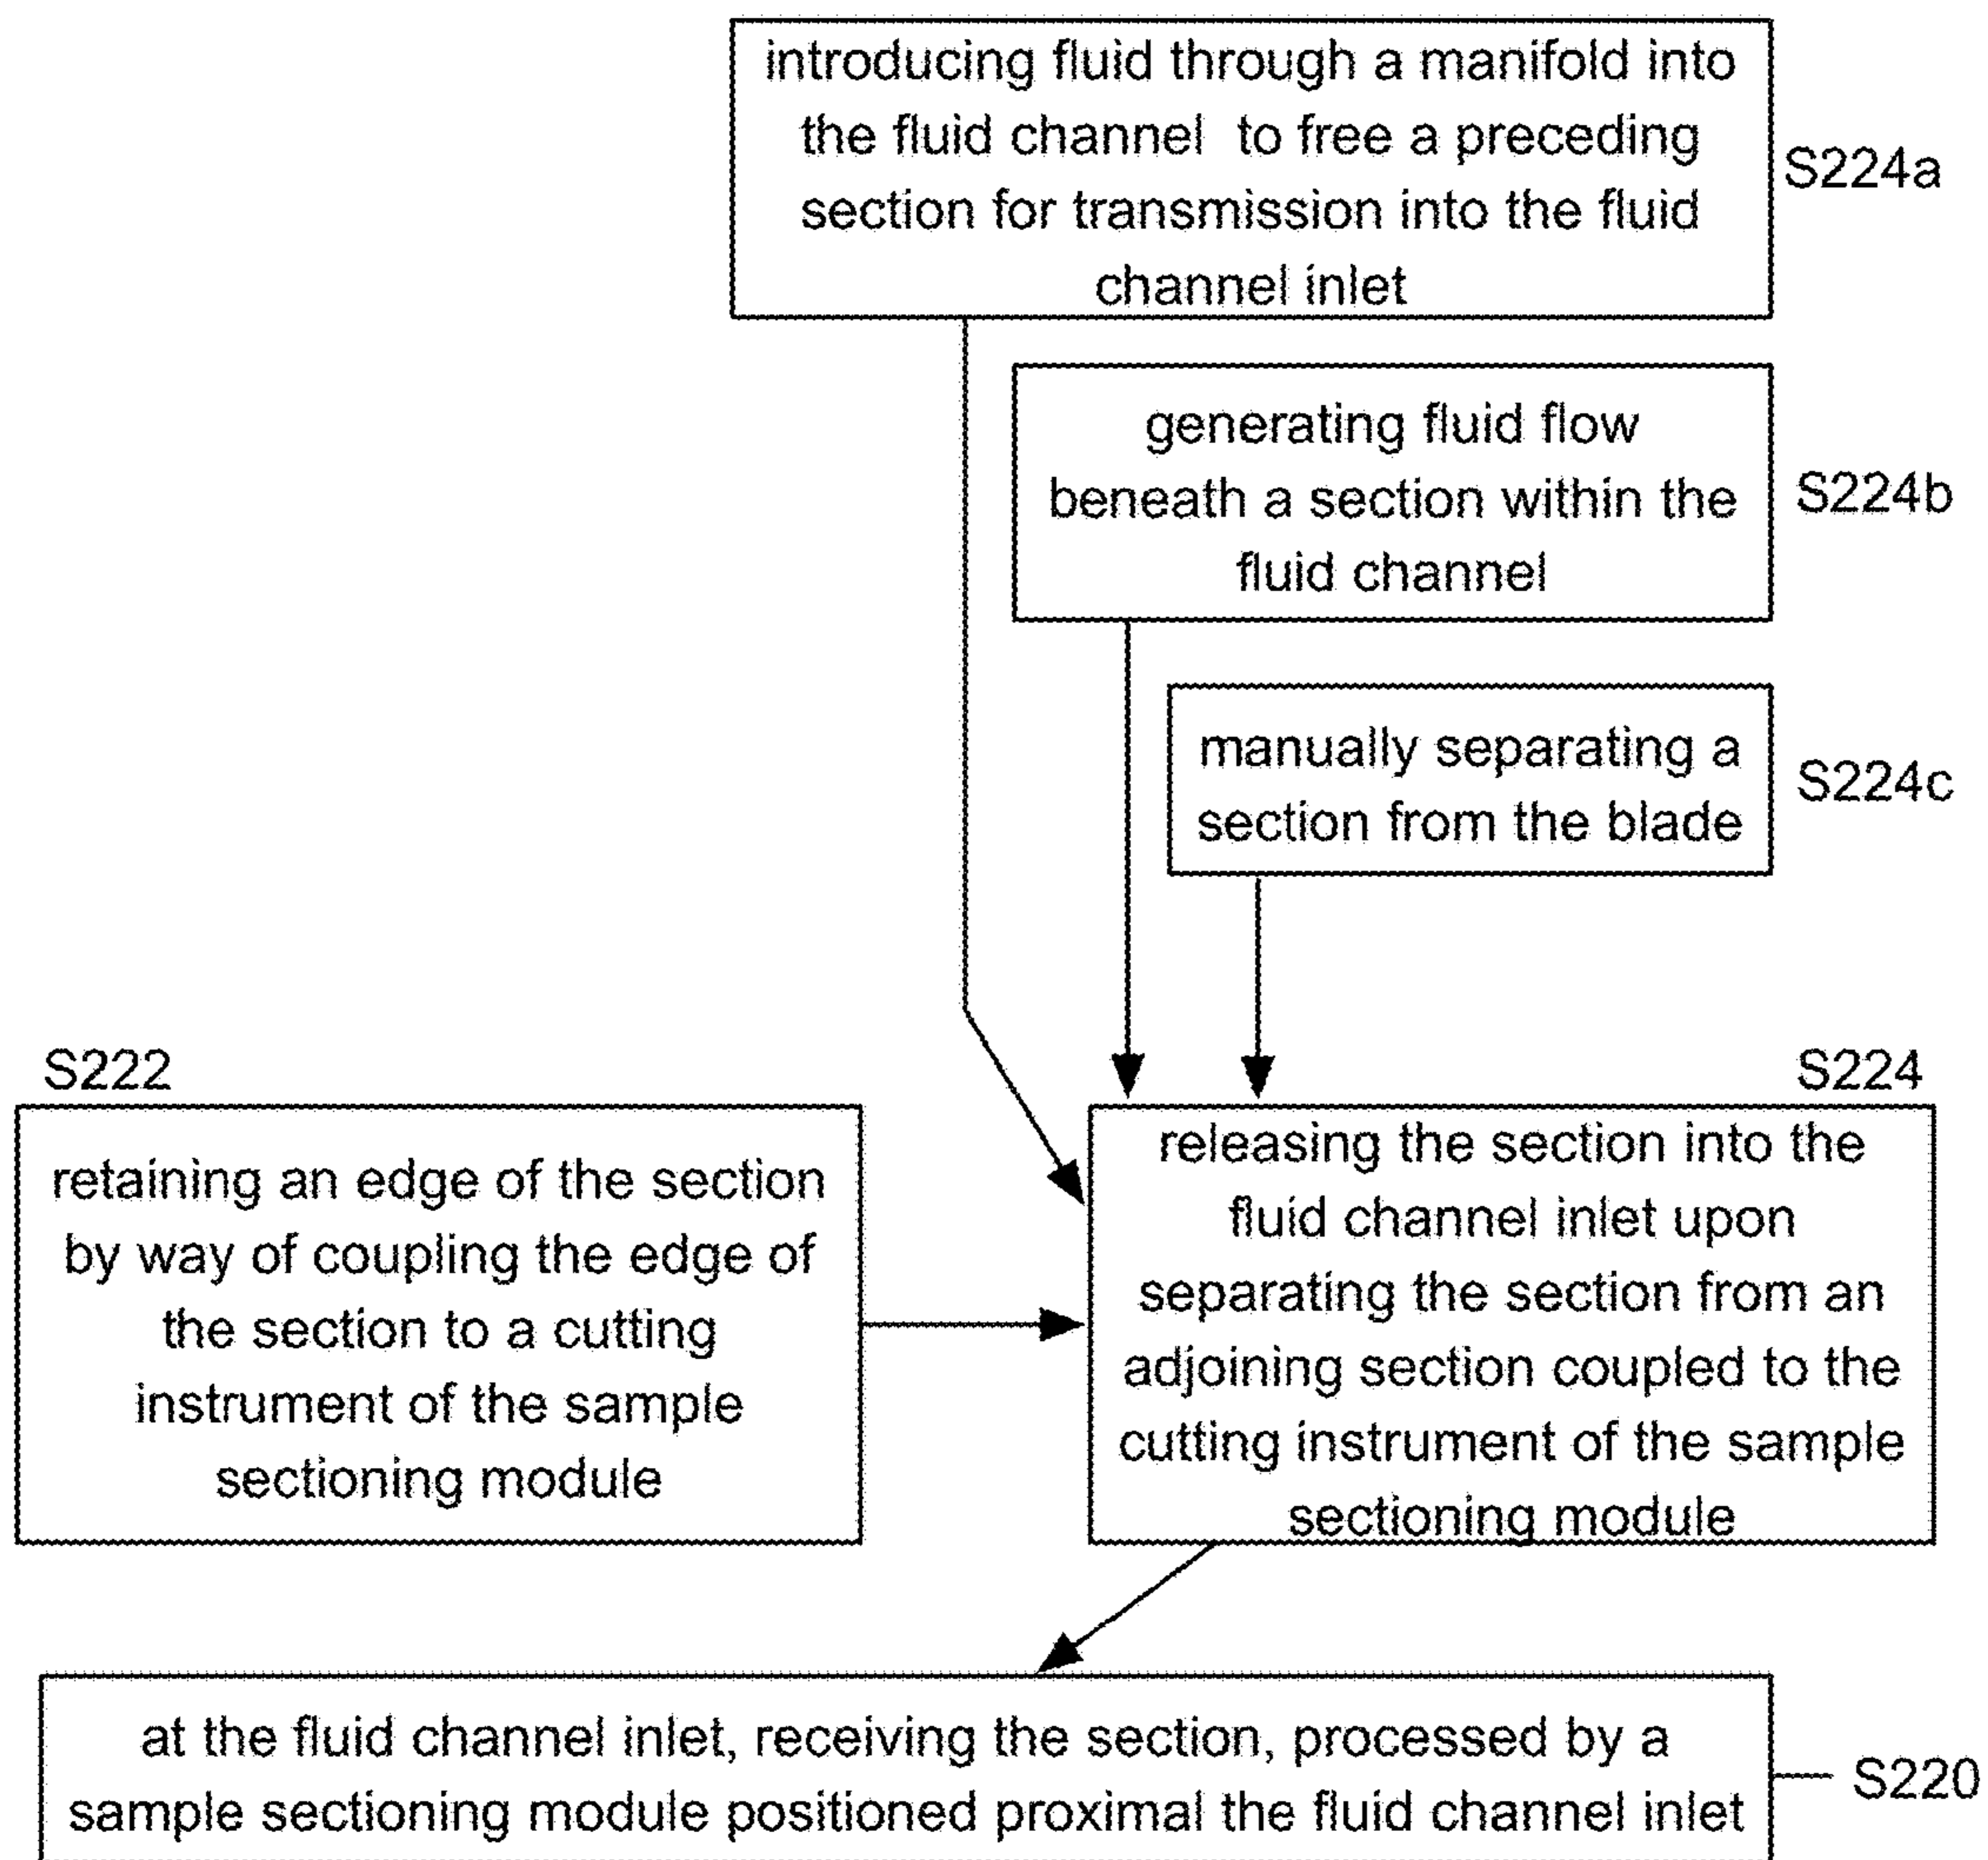 introducing fluid through a manifold into
the fluid channel  to free a preceding
section for transmission into the fluid
channel inlet
S224a
generating fluid flow
beneath a section within the
fluid channel
S224b
manually separating a
section from the blade
S224c
S222
retaining an edge of the section
by way of coupling the edge of
the section to a cutting
instrument of the sample
sectioning module
S224
releasing the section into the
fluid channel inlet upon
separating the section from an
adjoining section coupled to the
cutting instrument of the sample
sectioning module
at the fluid channel inlet, receiving the section, processed by a
sample sectioning module positioned proximal the fluid channel inlet
S220